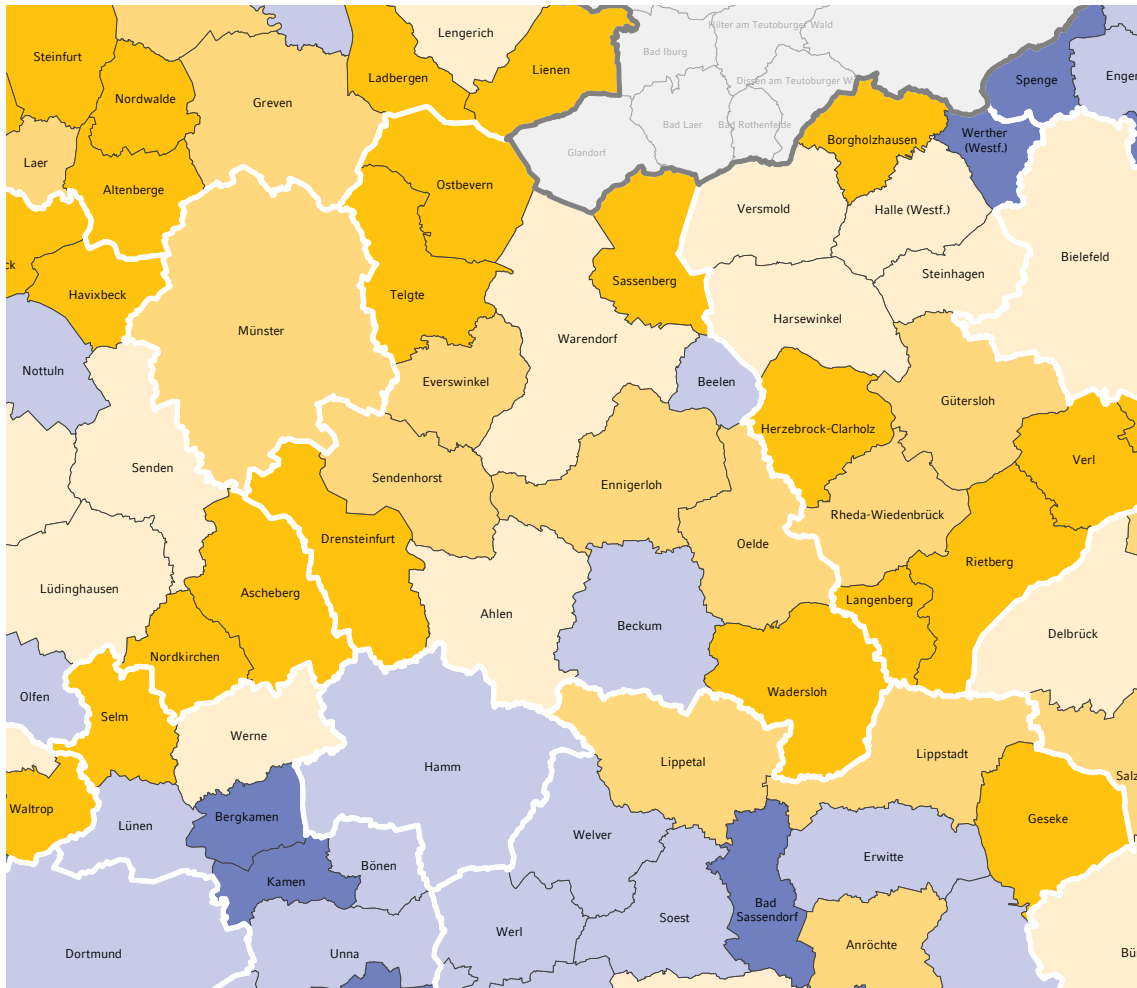 Lengerich
Hilter am Teutoburger Wald
Bad Iburg
Steinfurt
Lienen
Ladbergen
Dissen am Teutoburger W
Spenge
Enger
Nordwalde
Greven
Bad Laer
Bad Rothenfelde
Borgholzhausen
Werther
(Westf.)
Glandorf
Laer
Altenberge
Ostbevern
Versmold
Halle (Westf.)
Bielefeld
ck
Havixbeck
Telgte
Sassenberg
Steinhagen
Münster
Warendorf
Harsewinkel
Nottuln
Everswinkel
Beelen
Gütersloh
Herzebrock-Clarholz
Senden
Sendenhorst
Ennigerloh
Verl
Rheda-Wiedenbrück
Drensteinfurt
Oelde
Rietberg
Lüdinghausen
Ascheberg
Langenberg
Ahlen
Beckum
Delbrück
Nordkirchen
Olfen
Wadersloh
Selm
Werne
Hamm
Lippetal
Lippstadt
Salz
Waltrop
Lünen
Bergkamen
Welver
Geseke
Bönen
Erwitte
Kamen
Bad
Sassendorf
Soest
Werl
Anröchte
Dortmund
Unna
Bü